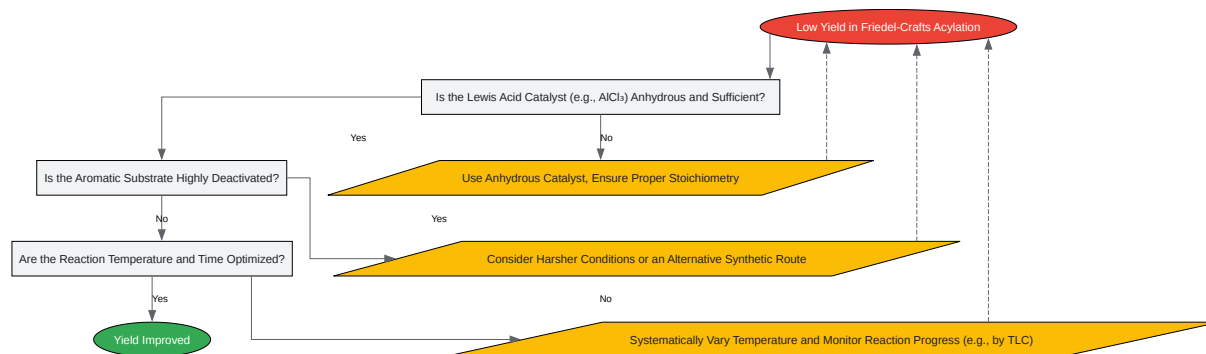 Low Yield in Friedel-Crafts Acylation
Is the Lewis Acid Catalyst (e.g., AlCl₃) Anhydrous and Sufficient?
Yes
No
Is the Aromatic Substrate Highly Deactivated?
Use Anhydrous Catalyst, Ensure Proper Stoichiometry
No
Yes
Are the Reaction Temperature and Time Optimized?
Consider Harsher Conditions or an Alternative Synthetic Route
Yes
No
Yield Improved
Systematically Vary Temperature and Monitor Reaction Progress (e.g., by TLC)